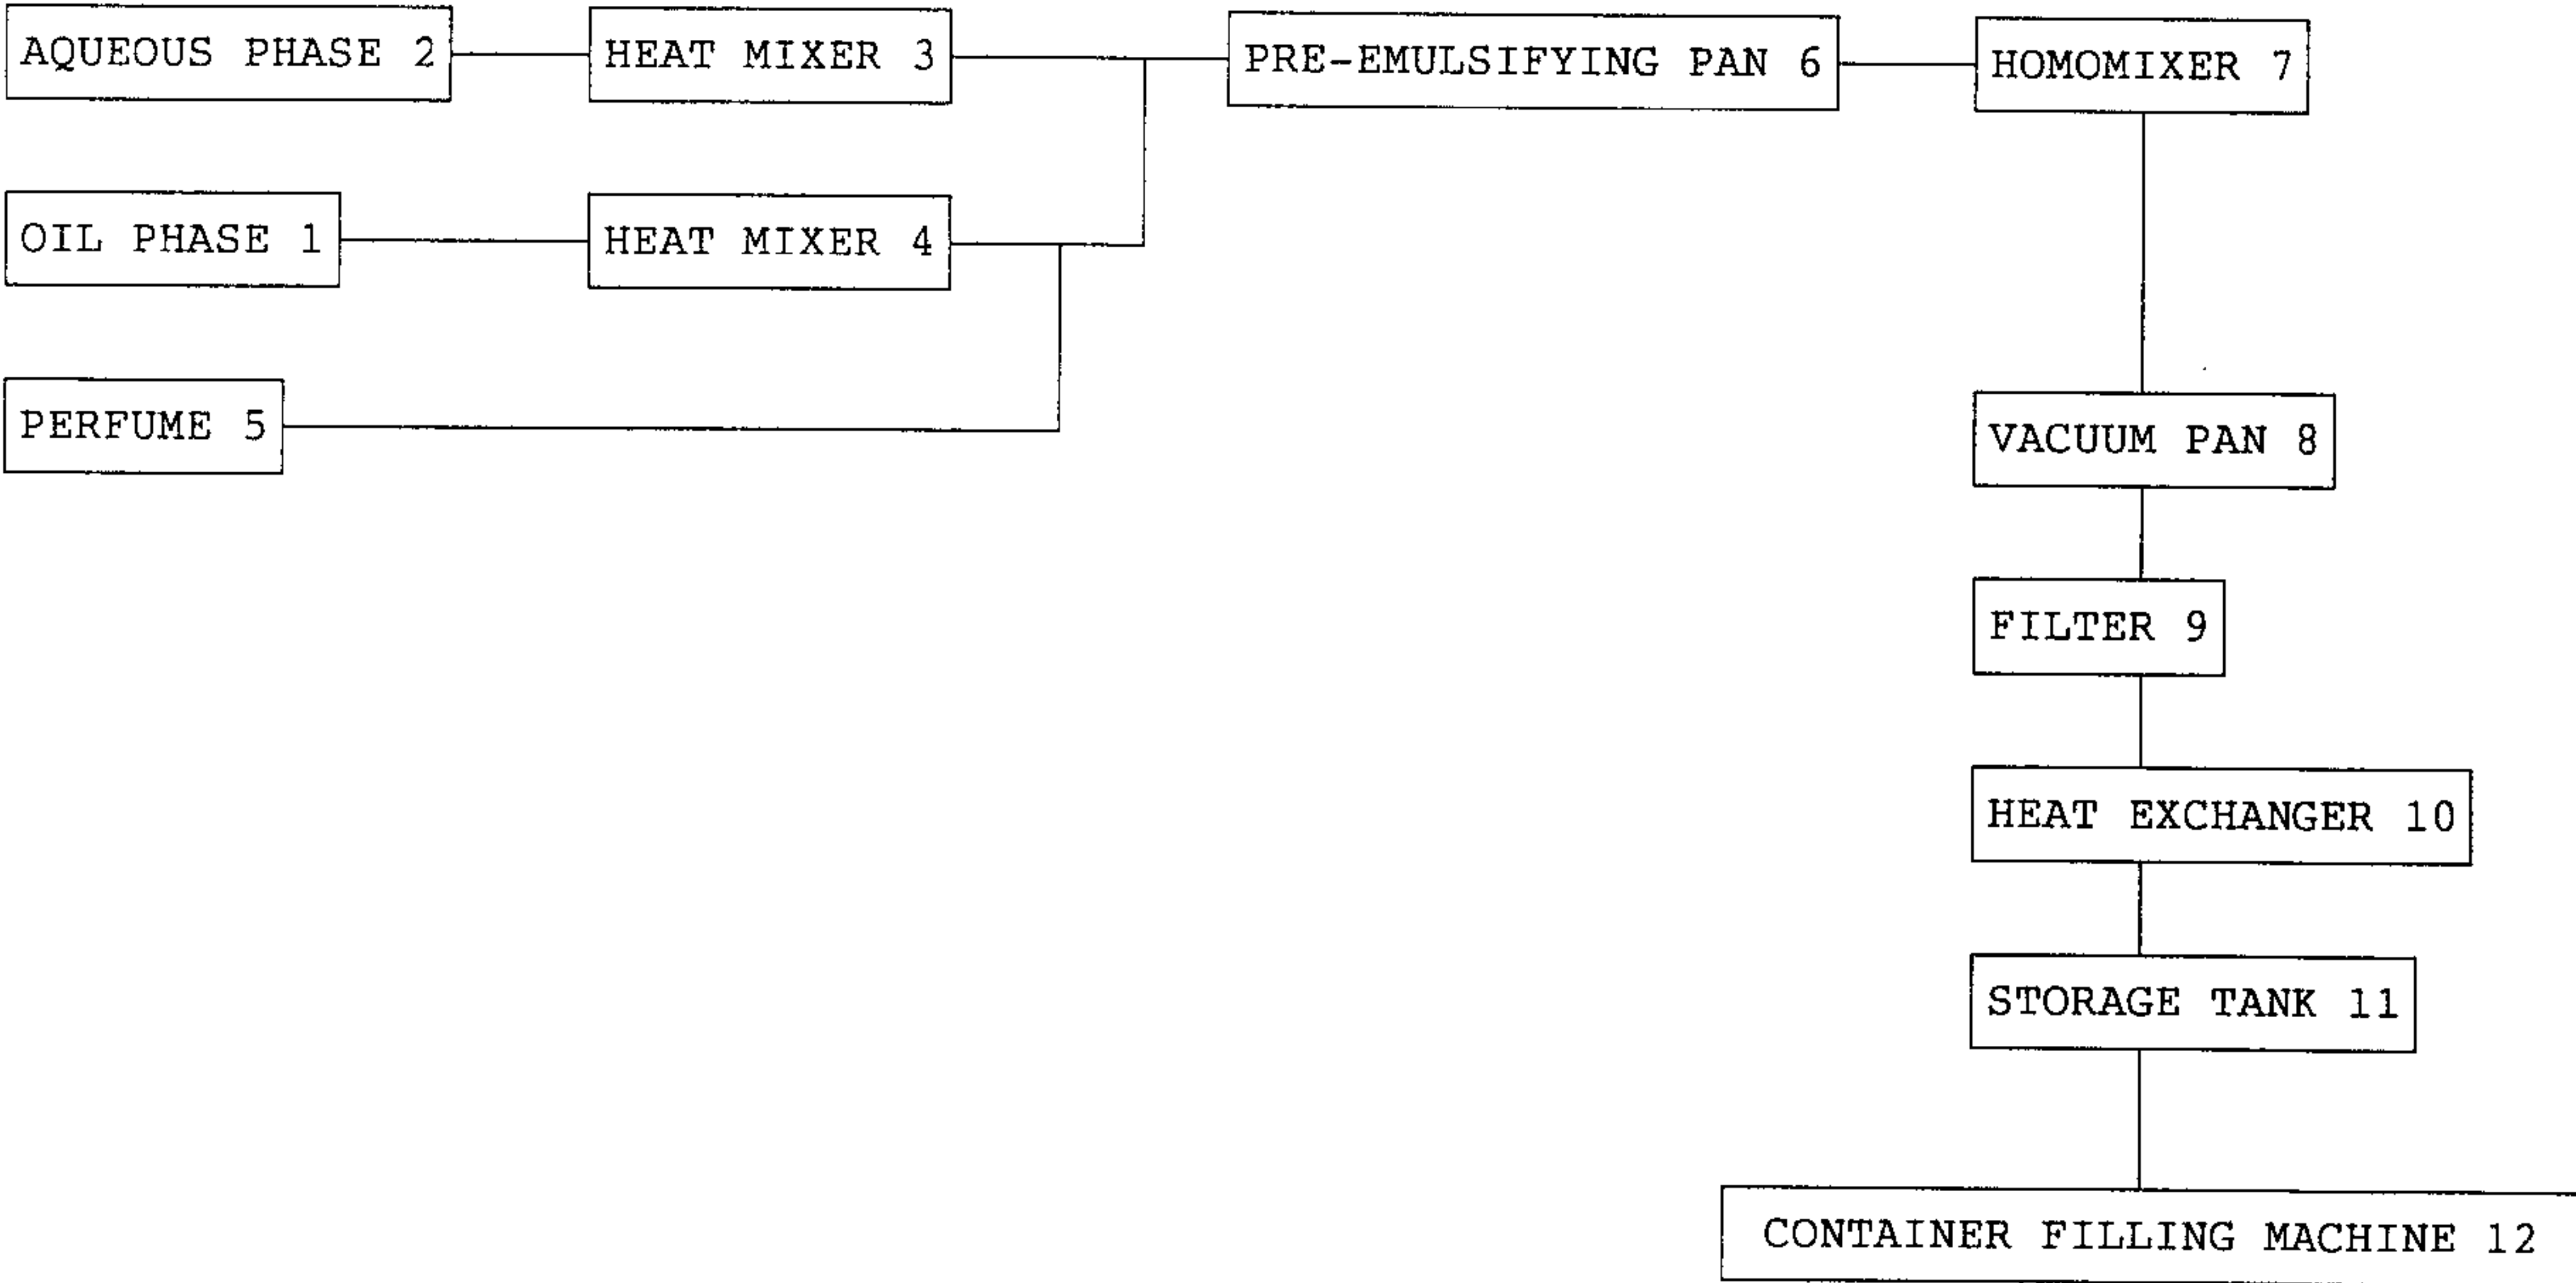 AQUEOUS PHASE 2
HEAT MIXER 3
PRE-EMULSIFYING PAN 6
HOMOMIXER 7
OIL PHASE 1
HEAT MIXER 4
PERFUME 5
VACUUM PAN 8
FILTER 9
HEAT EXCHANGER 10
STORAGE TANK 11
CONTAINER FILLING MACHINE 12